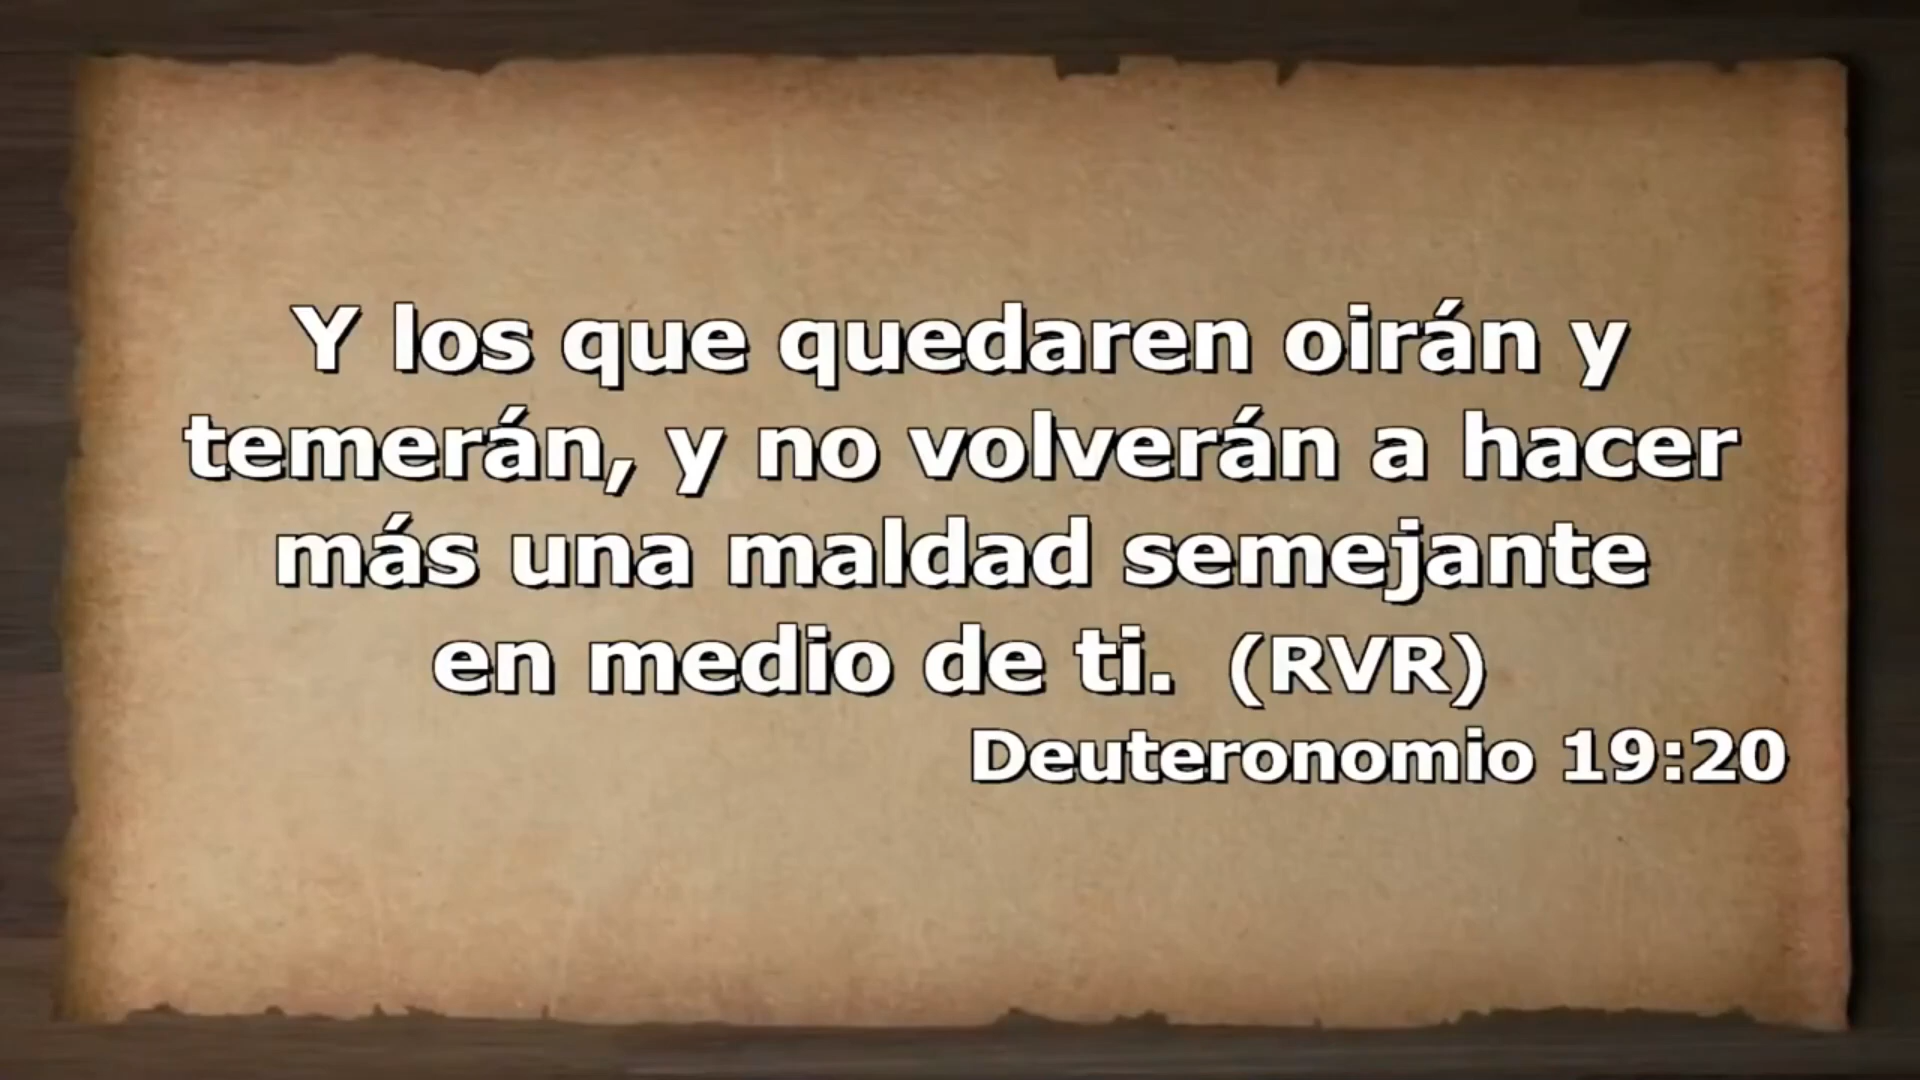 Y los que quedaren oirán y
temerán, y no volverán a hacer
más una maldad semejante
en medio de ti. (RVR)
Deuteronomio 19:20